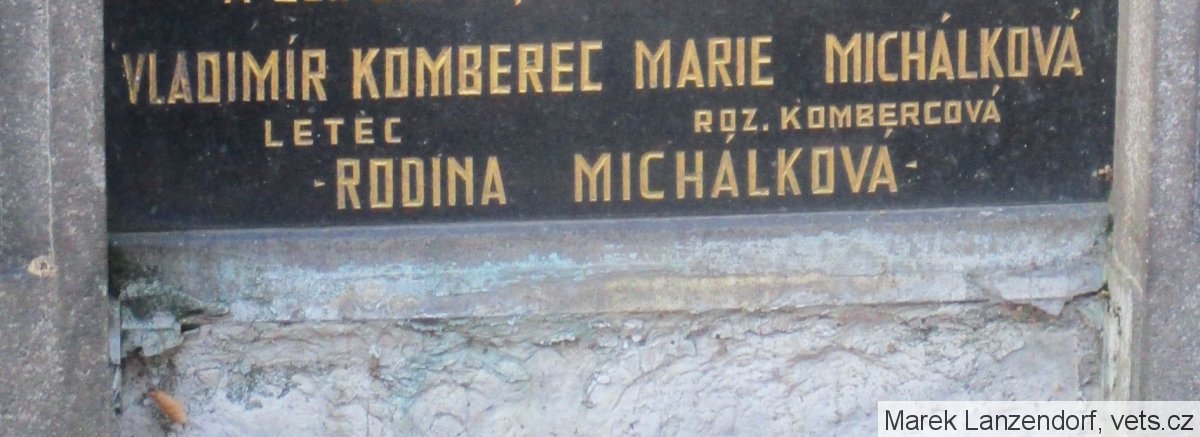 VLADIMÍR KOMBEREC MARIE MICHÁLKOVÁ
LETEC ROZ. KOMBERCOVÁ
-RODINA MICHÁLKOVÁ-
Marek Lanzendorf, vets.cz